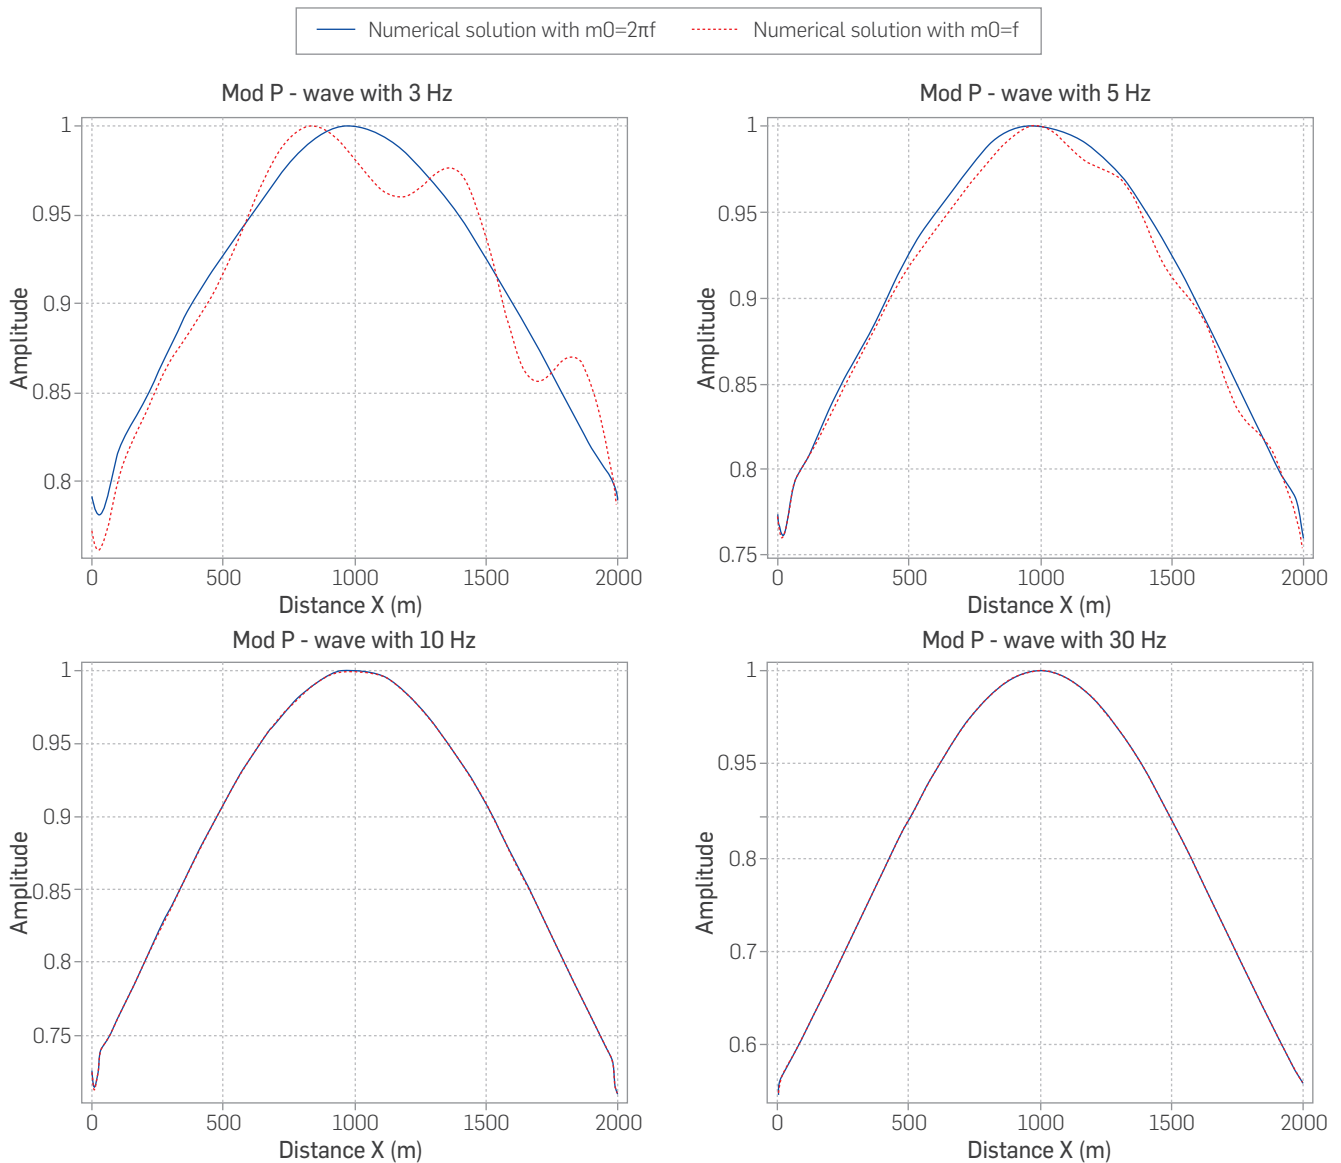 Numerical solution with m0=2πf
Numerical solution with m0=f
Mod P - wave with 3 Hz
1
0.95
0.9
0.85
0.8
Amplitude
0 500 1000 1500 2000
Distance X (m)
Mod P - wave with 5 Hz
1
0.95
0.9
0.85
0.8
0.75
Amplitude
0 500 1000 1500 2000
Distance X (m)
Mod P - wave with 10 Hz
1
0.95
0.9
0.85
0.8
0.75
Amplitude
0 500 1000 1500 2000
Distance X (m)
Mod P - wave with 30 Hz
1
0.95
0.8
0.7
0.6
Amplitude
0 500 1000 1500 2000
Distance X (m)